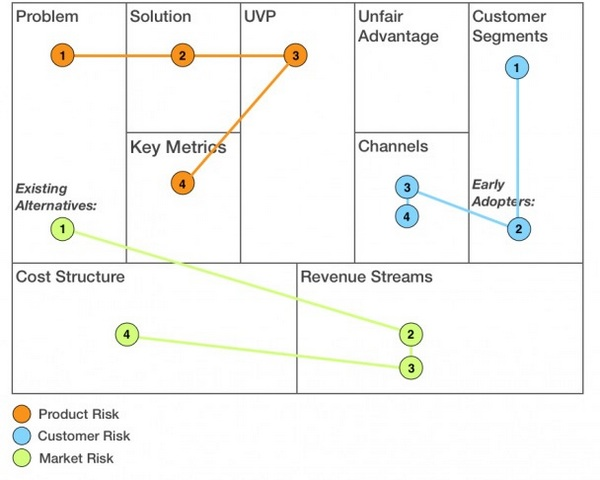 Problem
Solution
UVP
Unfair
Advantage
Customer
Segments
1
2
3
1
Key Metrics
Channels
4
3
4
Existing
Alternatives:
Early
Adopters:
1
2
Cost Structure
Revenue Streams
4
2
3
Product Risk
Customer Risk
Market Risk